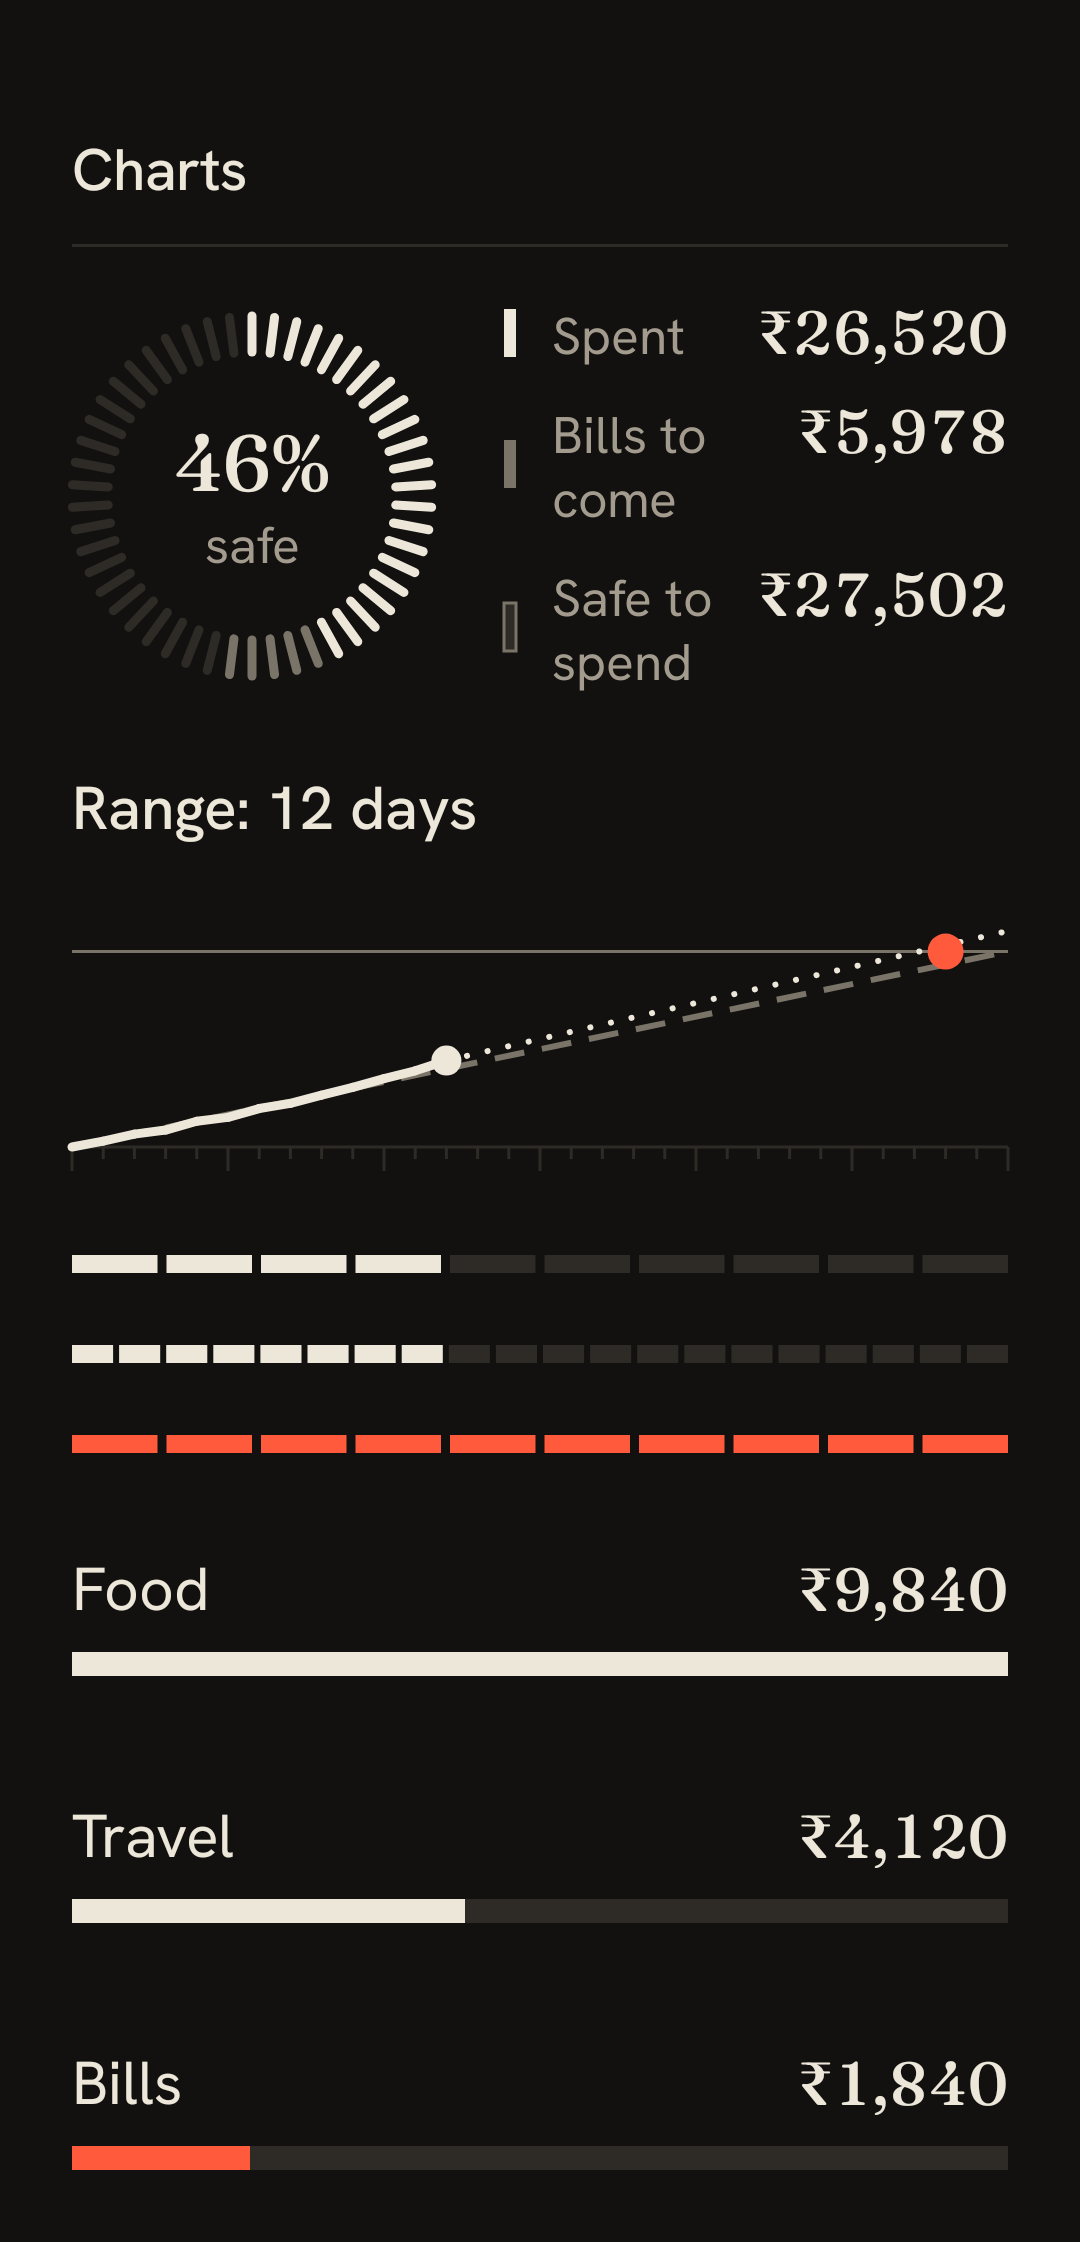 Charts
46%
safe
Spent ₹26,520
Bills to come ₹5,978
Safe to spend ₹27,502
Range: 12 days
Food ₹9,840
Travel ₹4,120
Bills ₹1,840